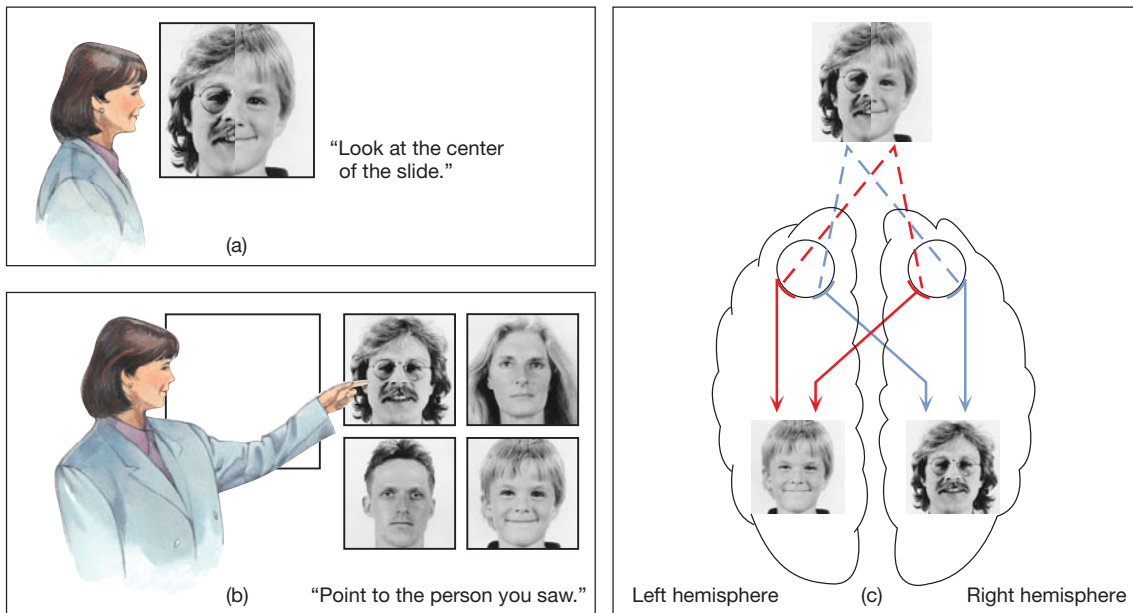 “Look at the center
of the slide.”
(a)
(b)
“Point to the person you saw.”
Left hemisphere
(c)
Right hemisphere